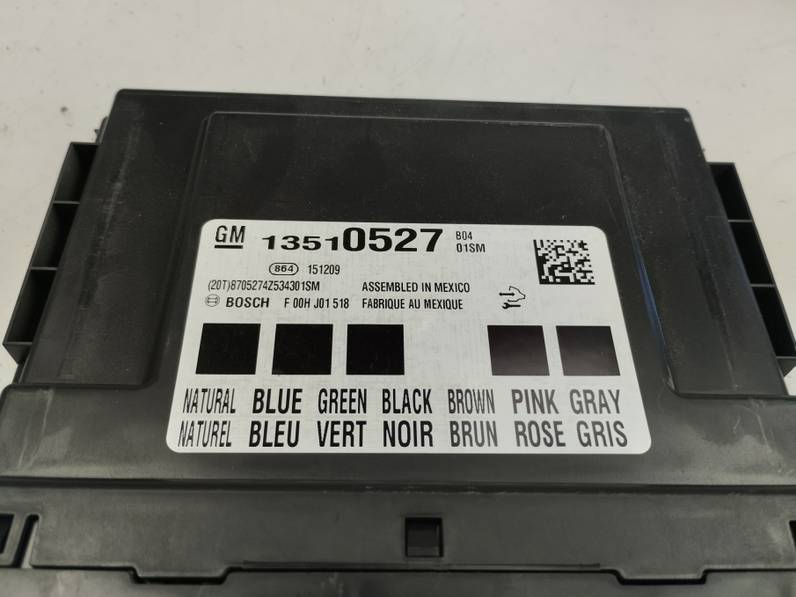 GM 13510527 B04
01SM
864 151209
(20T)8705274Z534301SM ASSEMBLED IN MEXICO
BOSCH F 00H J01 518 FABRIQUE AU MEXIQUE
NATURAL BLUE GREEN BLACK BROWN PINK GRAY
NATUREL BLEU VERT NOIR BRUN ROSE GRIS